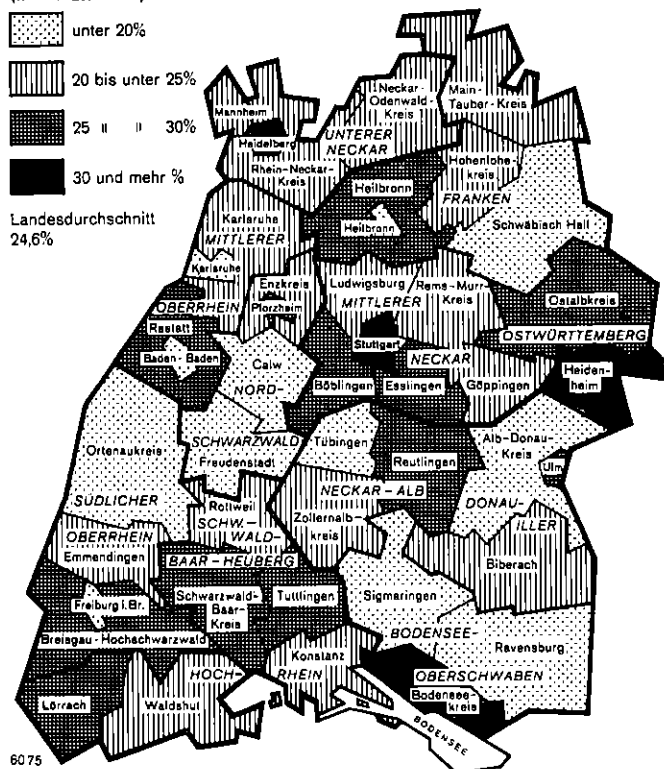 unter 20%
20 bis unter 25%
25 " " 30%
30 und mehr %
Landesdurchschnitt
24,6%
Mannheim
Heidelberg
Rhein-Neckar-
Kreis
Neckar-
Odenwald-
Kreis
UNTERER
NECKAR
Main-
Tauber-Kreis
Hohenlohe-
kreis
FRANKEN
Heilbronn
Heilbronn
Schwäbisch Hall
Karlsruhe
MITTLERER
Karlsruhe
OBERRHEIN
Rastatt
Baden-Baden
Enzkreis
Pforzheim
Ludwigsburg
MITTLERER
Rems-Murr-
Kreis
Stuttgart
NECKAR
Böblingen
Esslingen
Göppingen
Ostalbkreis
OSTWÜRTTEMBERG
Heiden-
heim
Calw
NORD-
SCHWARZWALD
Freudenstadt
Tübingen
Reutlingen
NECKAR-ALB
Zollernalb-
kreis
Alb-Donau-
Kreis
Ulm
DONAU-
ILLER
Biberach
Ortenaukreis
SÜDLICHER
OBERRHEIN
Emmendingen
Rottweil
SCHW.-
WALD-
BAAR-HEUBERG
Freiburg i. Br.
Breisgau-Hochschwarzwald
Schwarzwald-
Baar-
Kreis
Tuttlingen
Sigmaringen
BODENSEE-
OBERSCHWABEN
Ravensburg
Bodensee-
kreis
Konstanz
HOCH-
RHEIN
Lörrach
Waldshut
BODENSEE
6075